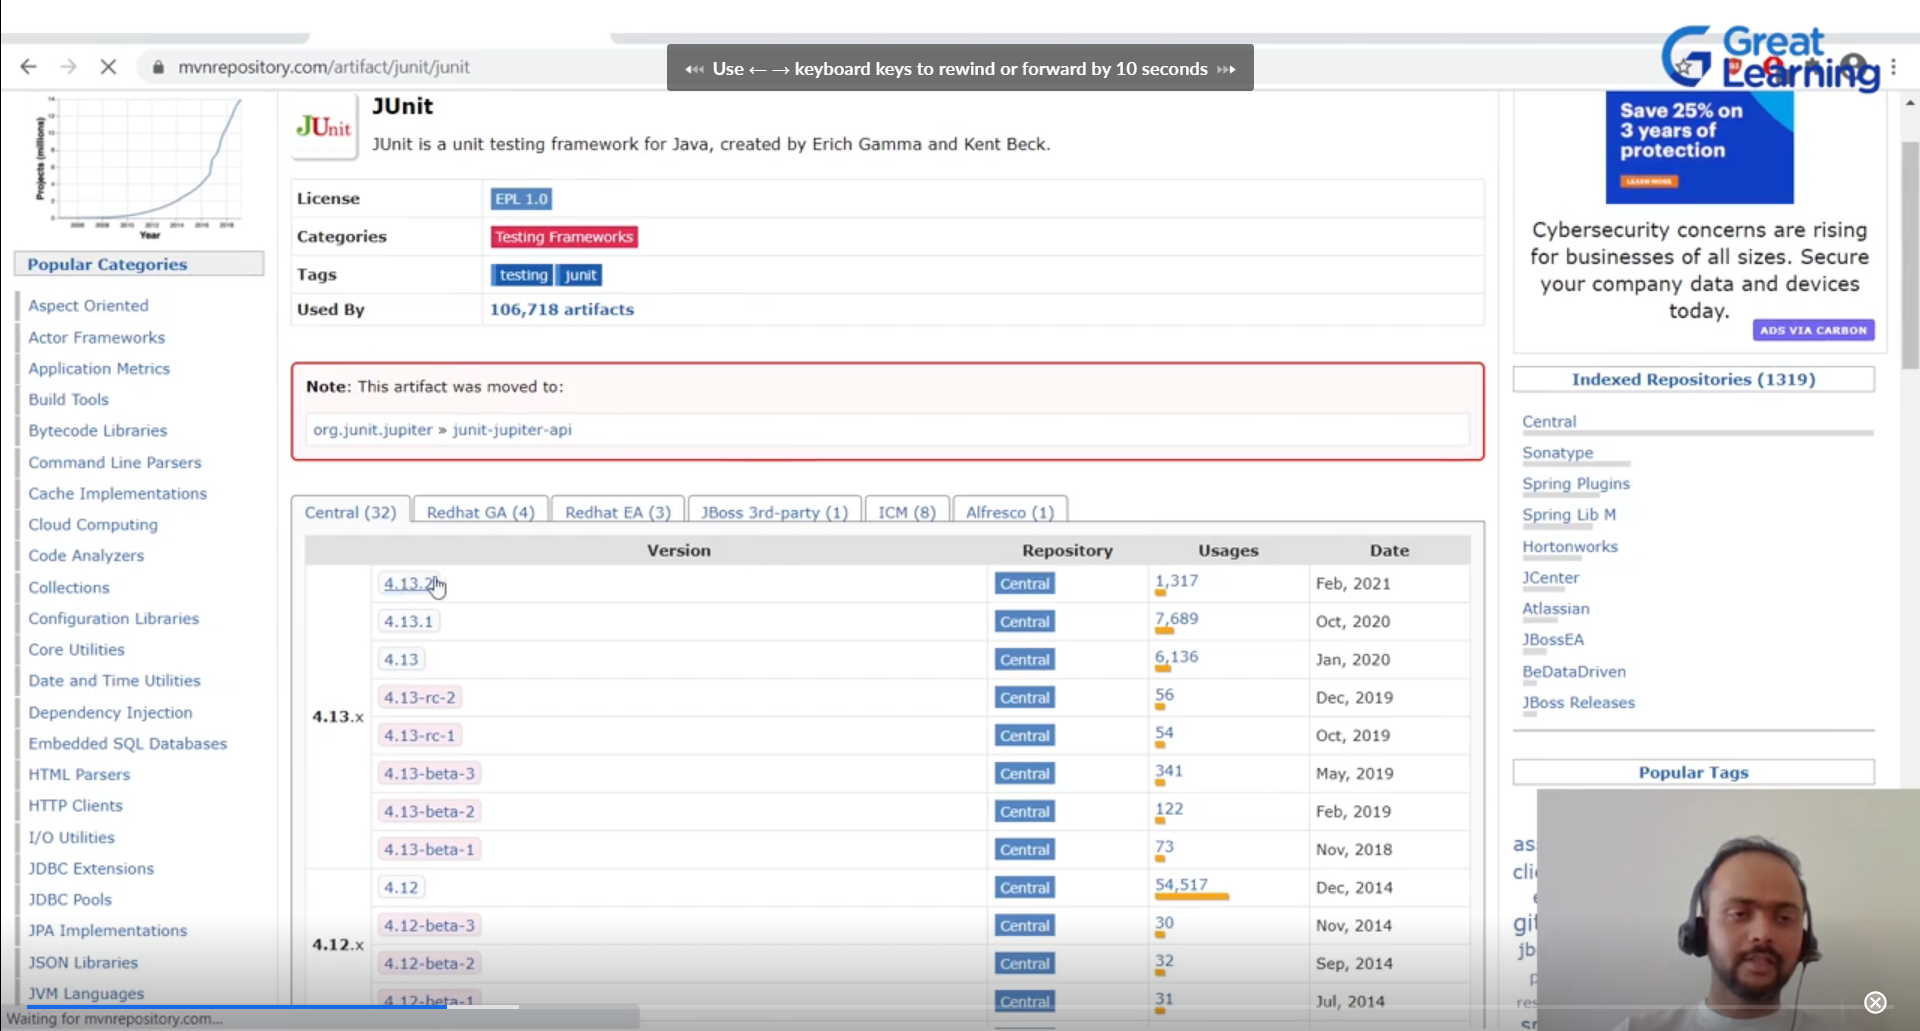 mvnrepository.com/artifact/junit/junit
Use ← → keyboard keys to rewind or forward by 10 seconds
Great
Learning
Projects (millions)
Year
JUnit
JUnit
JUnit is a unit testing framework for Java, created by Erich Gamma and Kent Beck.
License EPL 1.0
Categories Testing Frameworks
Tags testing junit
Used By 106,718 artifacts
Note: This artifact was moved to:
org.junit.jupiter » junit-jupiter-api
Central (32) Redhat GA (4) Redhat EA (3) JBoss 3rd-party (1) ICM (8) Alfresco (1)
Version Repository Usages Date
4.13.x
4.13.2 Central 1,317 Feb, 2021
4.13.1 Central 7,689 Oct, 2020
4.13 Central 6,136 Jan, 2020
4.13-rc-2 Central 56 Dec, 2019
4.13-rc-1 Central 54 Oct, 2019
4.13-beta-3 Central 341 May, 2019
4.13-beta-2 Central 122 Feb, 2019
4.13-beta-1 Central 73 Nov, 2018
4.12.x
4.12 Central 54,517 Dec, 2014
4.12-beta-3 Central 30 Nov, 2014
4.12-beta-2 Central 32 Sep, 2014
4.12-beta-1 Central 31 Jul, 2014
Popular Categories
Aspect Oriented
Actor Frameworks
Application Metrics
Build Tools
Bytecode Libraries
Command Line Parsers
Cache Implementations
Cloud Computing
Code Analyzers
Collections
Configuration Libraries
Core Utilities
Date and Time Utilities
Dependency Injection
Embedded SQL Databases
HTML Parsers
HTTP Clients
I/O Utilities
JDBC Extensions
JDBC Pools
JPA Implementations
JSON Libraries
JVM Languages
Waiting for mvnrepository.com...
Save 25% on
3 years of
protection
LEARN MORE
Cybersecurity concerns are rising
for businesses of all sizes. Secure
your company data and devices
today.
ADS VIA CARBON
Indexed Repositories (1319)
Central
Sonatype
Spring Plugins
Spring Lib M
Hortonworks
JCenter
Atlassian
JBossEA
BeDataDriven
JBoss Releases
Popular Tags